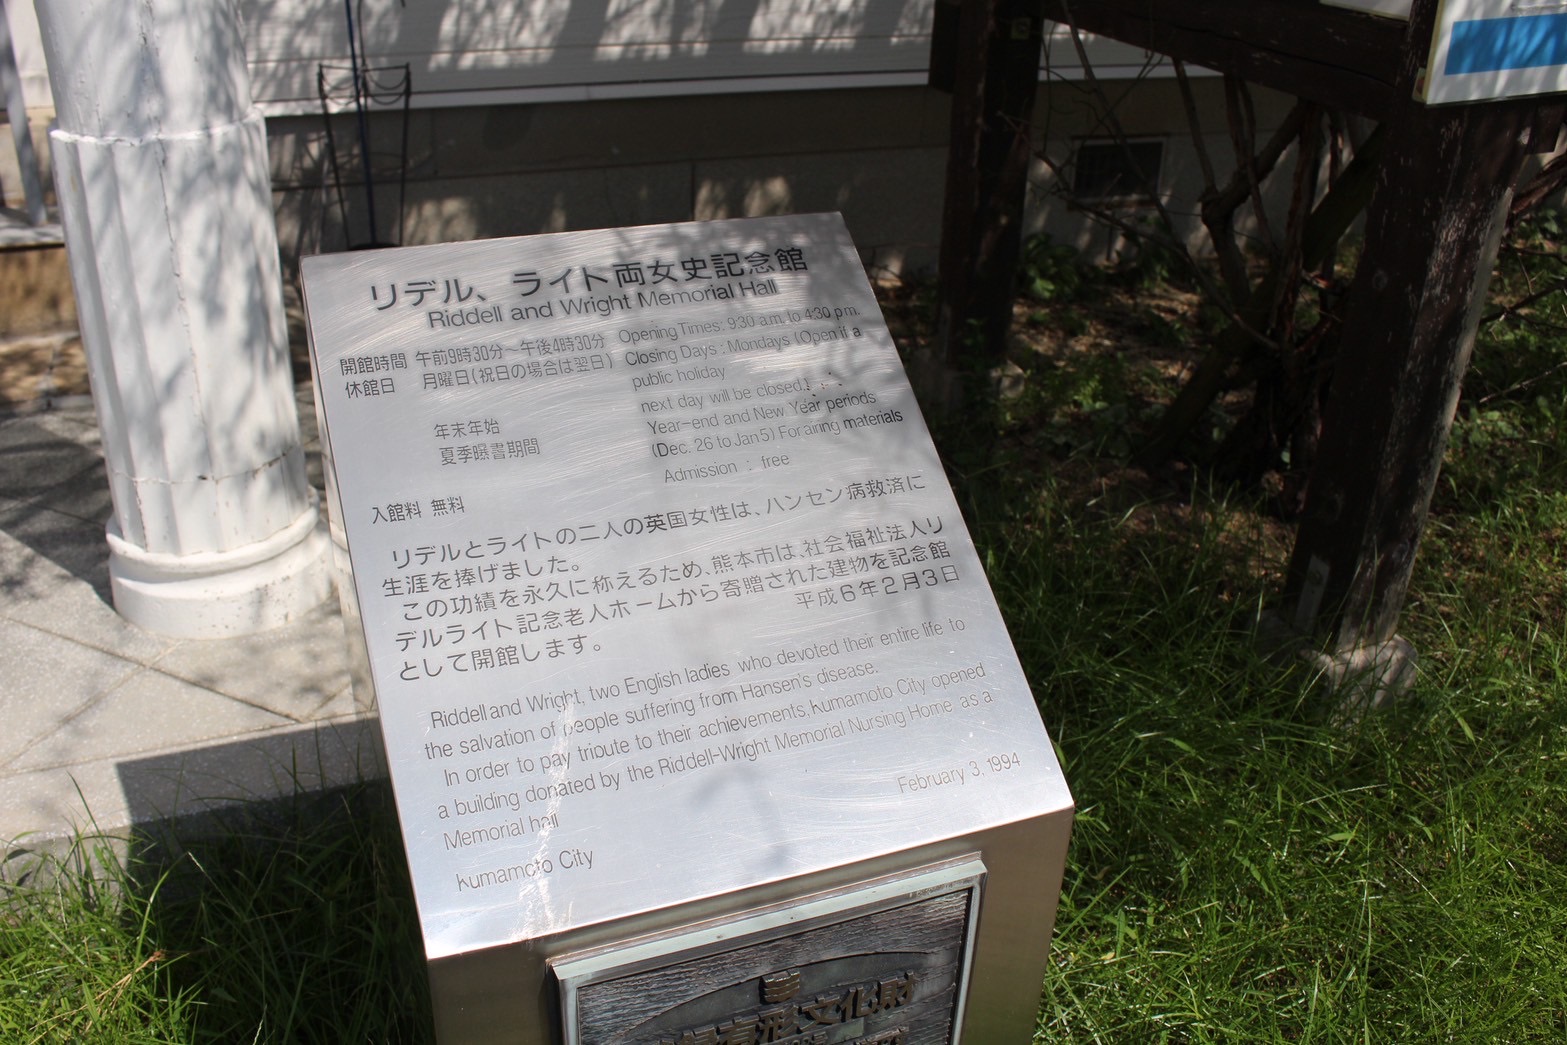 リデル、ライト両女史記念館
Riddell and Wright Memorial Hall
開館時間 午前9時30分～午後4時30分
休館日 月曜日(祝日の場合は翌日)
年末年始
夏季曝書期間
入館料 無料
Opening Times: 9:30 a.m. to 4:30 p.m.
Closing Days : Mondays (Open if a
public holiday
next day will be closed)
Year-end and New Year periods
(Dec. 26 to Jan 5) For airing materials
Admission : free
リデルとライトの二人の英国女性は、ハンセン病救済に
生涯を捧げました。
この功績を永久に称えるため、熊本市は、社会福祉法人リ
デルライト記念老人ホームから寄贈された建物を記念館
として開館します。
平成6年2月3日
Riddell and Wright, two English ladies who devoted their entire life to
the salvation of people suffering from Hansen's disease.
In order to pay tribute to their achievements, Kumamoto City opened
a building donated by the Riddell-Wright Memorial Nursing Home as a
Memorial hall
February 3, 1994
Kumamoto City